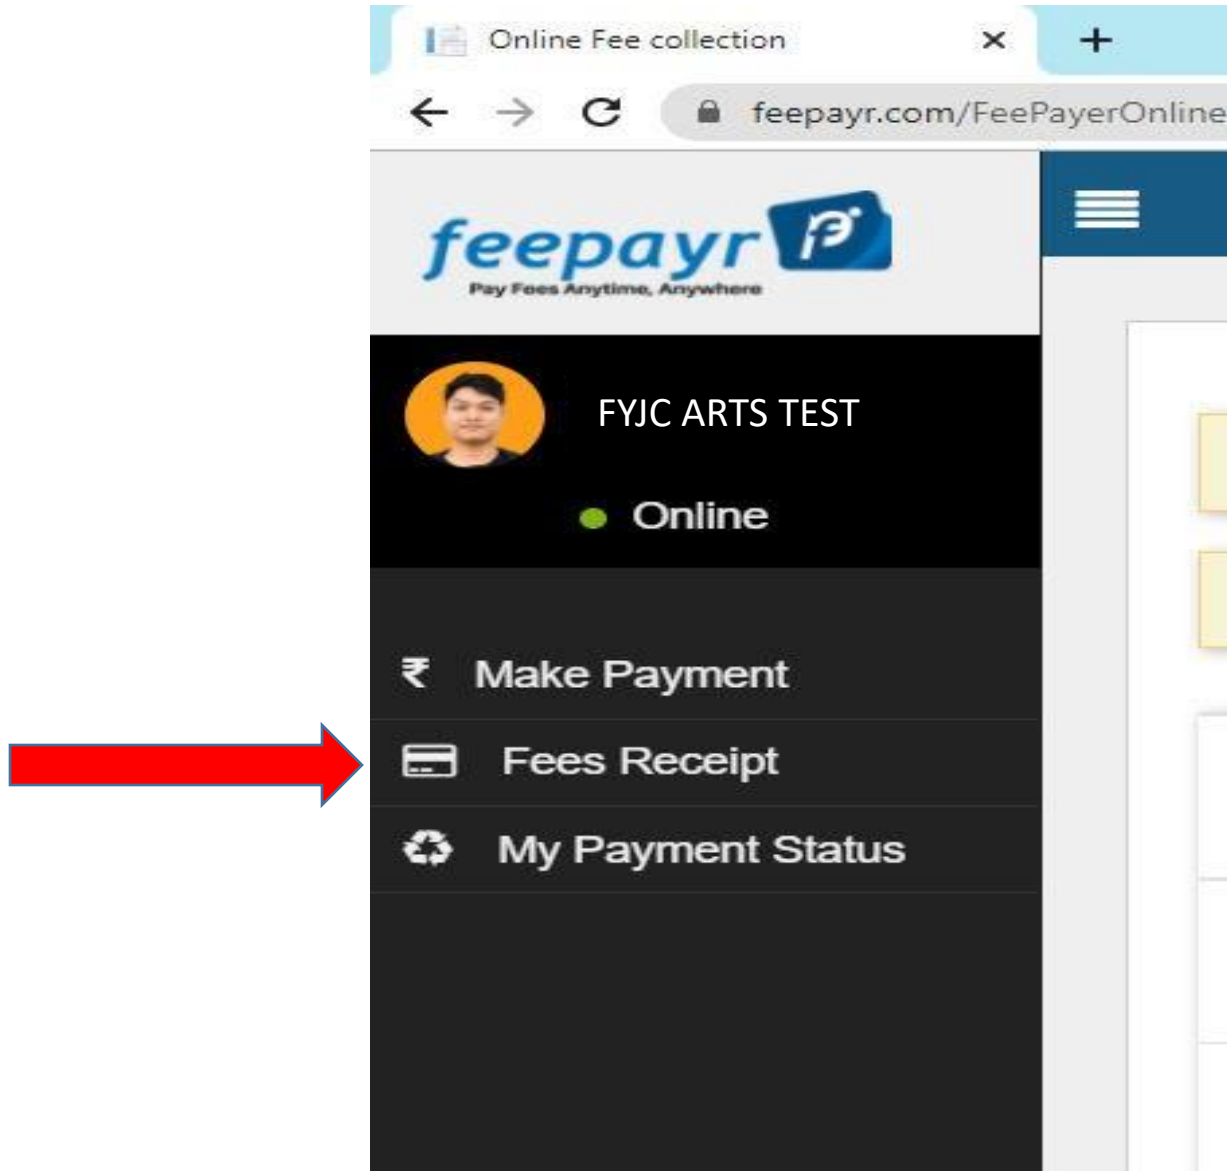 Online Fee collection
feepayr.com/FeePayerOnline
feepayr
Pay Fees Anytime, Anywhere
FYJC ARTS TEST
Online
₹ Make Payment
Fees Receipt
My Payment Status